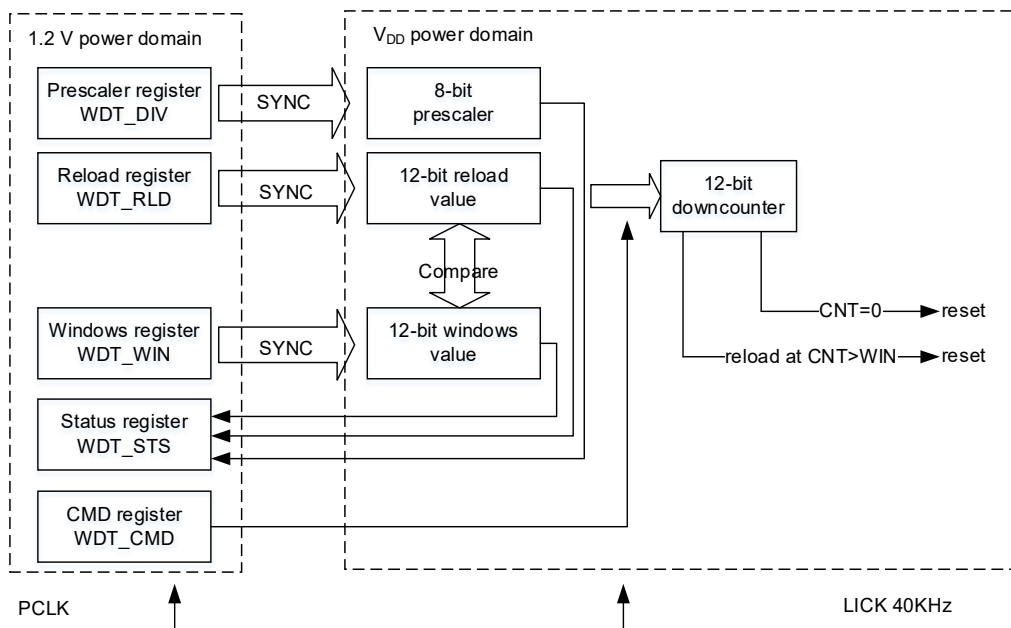 1.2 V power domain
VDD power domain
Prescaler register
WDT_DIV
SYNC
8-bit
prescaler
Reload register
WDT_RLD
SYNC
12-bit reload
value
12-bit
downcounter
Compare
Windows register
WDT_WIN
SYNC
12-bit windows
value
CNT=0
reset
reload at CNT>WIN
reset
Status register
WDT_STS
CMD register
WDT_CMD
PCLK
LICK 40KHz